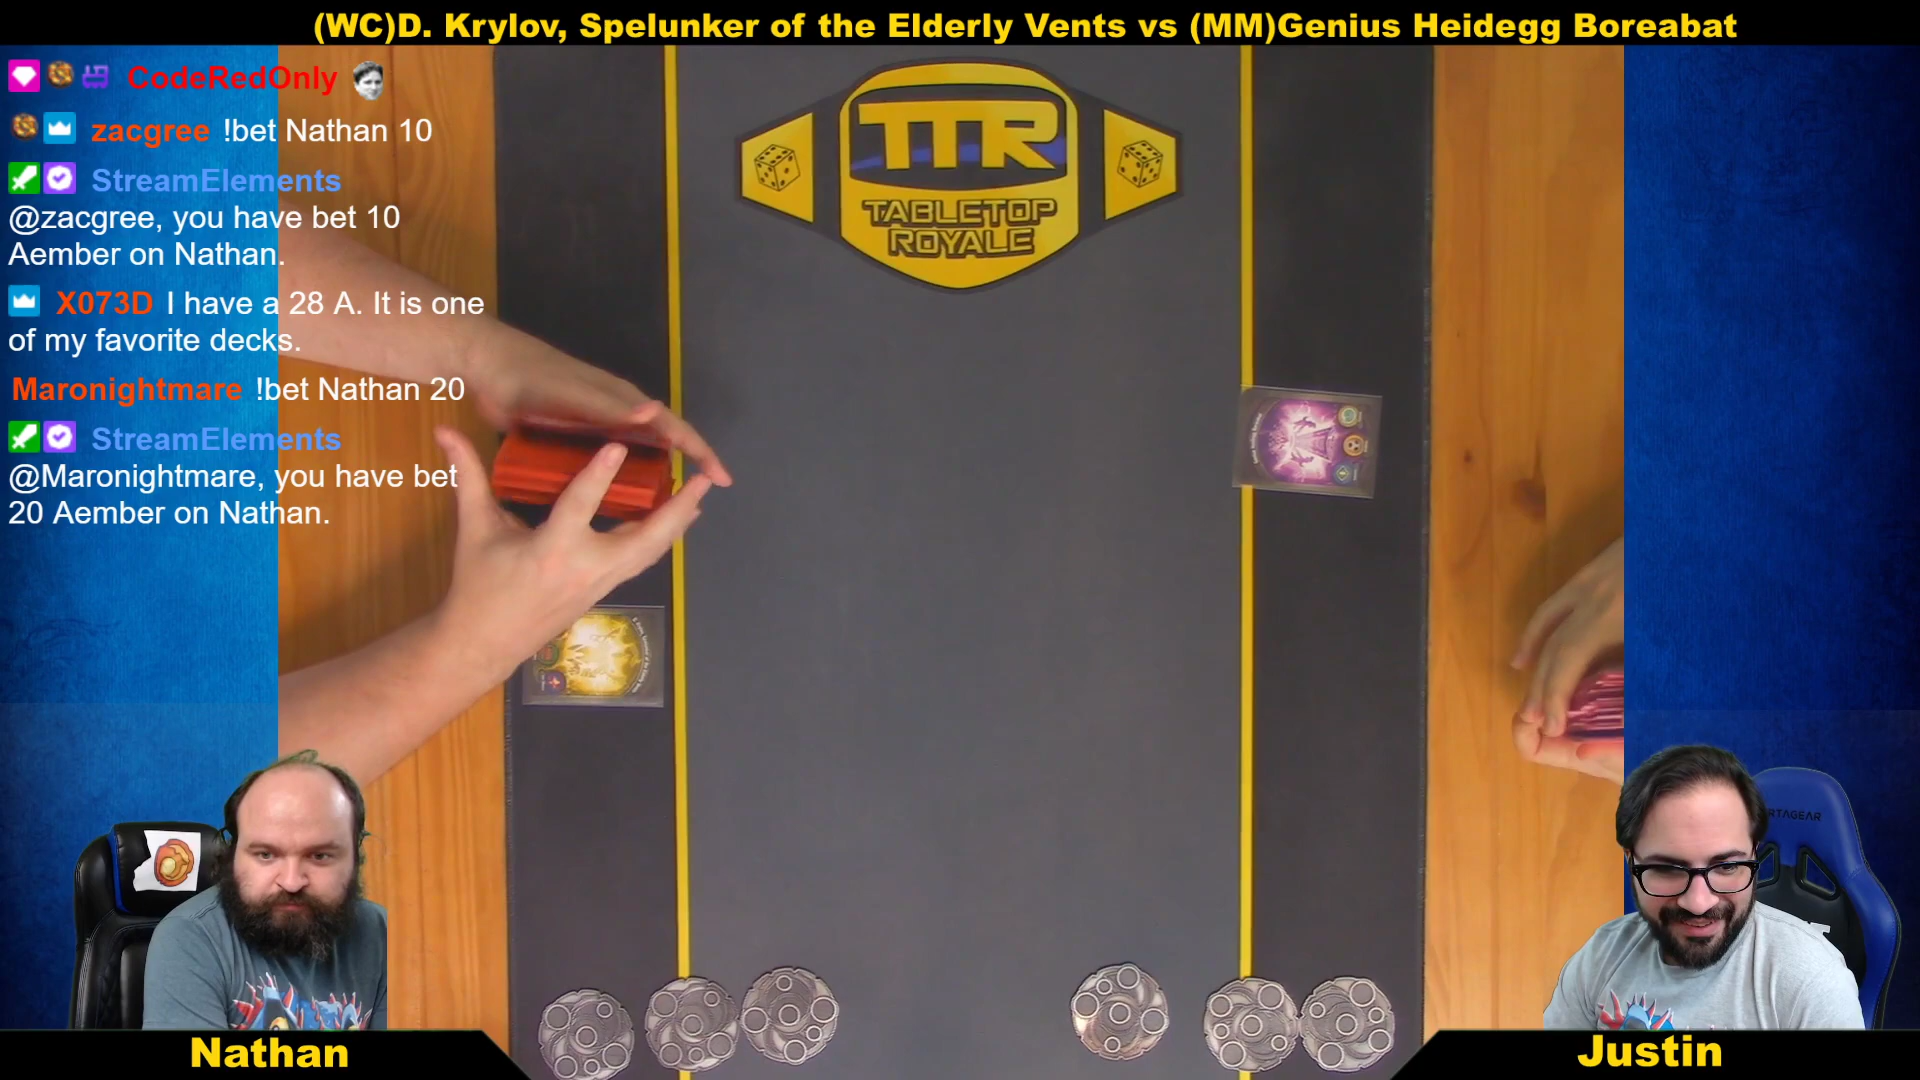 (WC)D. Krylov, Spelunker of the Elderly Vents vs (MM)Genius Heidegg Boreabat
CodeRedOnly
zacgree !bet Nathan 10
StreamElements
@zacgree, you have bet 10
Aember on Nathan.
X073D I have a 28 A. It is one
of my favorite decks.
Maronightmare !bet Nathan 20
StreamElements
@Maronightmare, you have bet
20 Aember on Nathan.
TTR
TABLETOP
ROYALE
Nathan
Justin